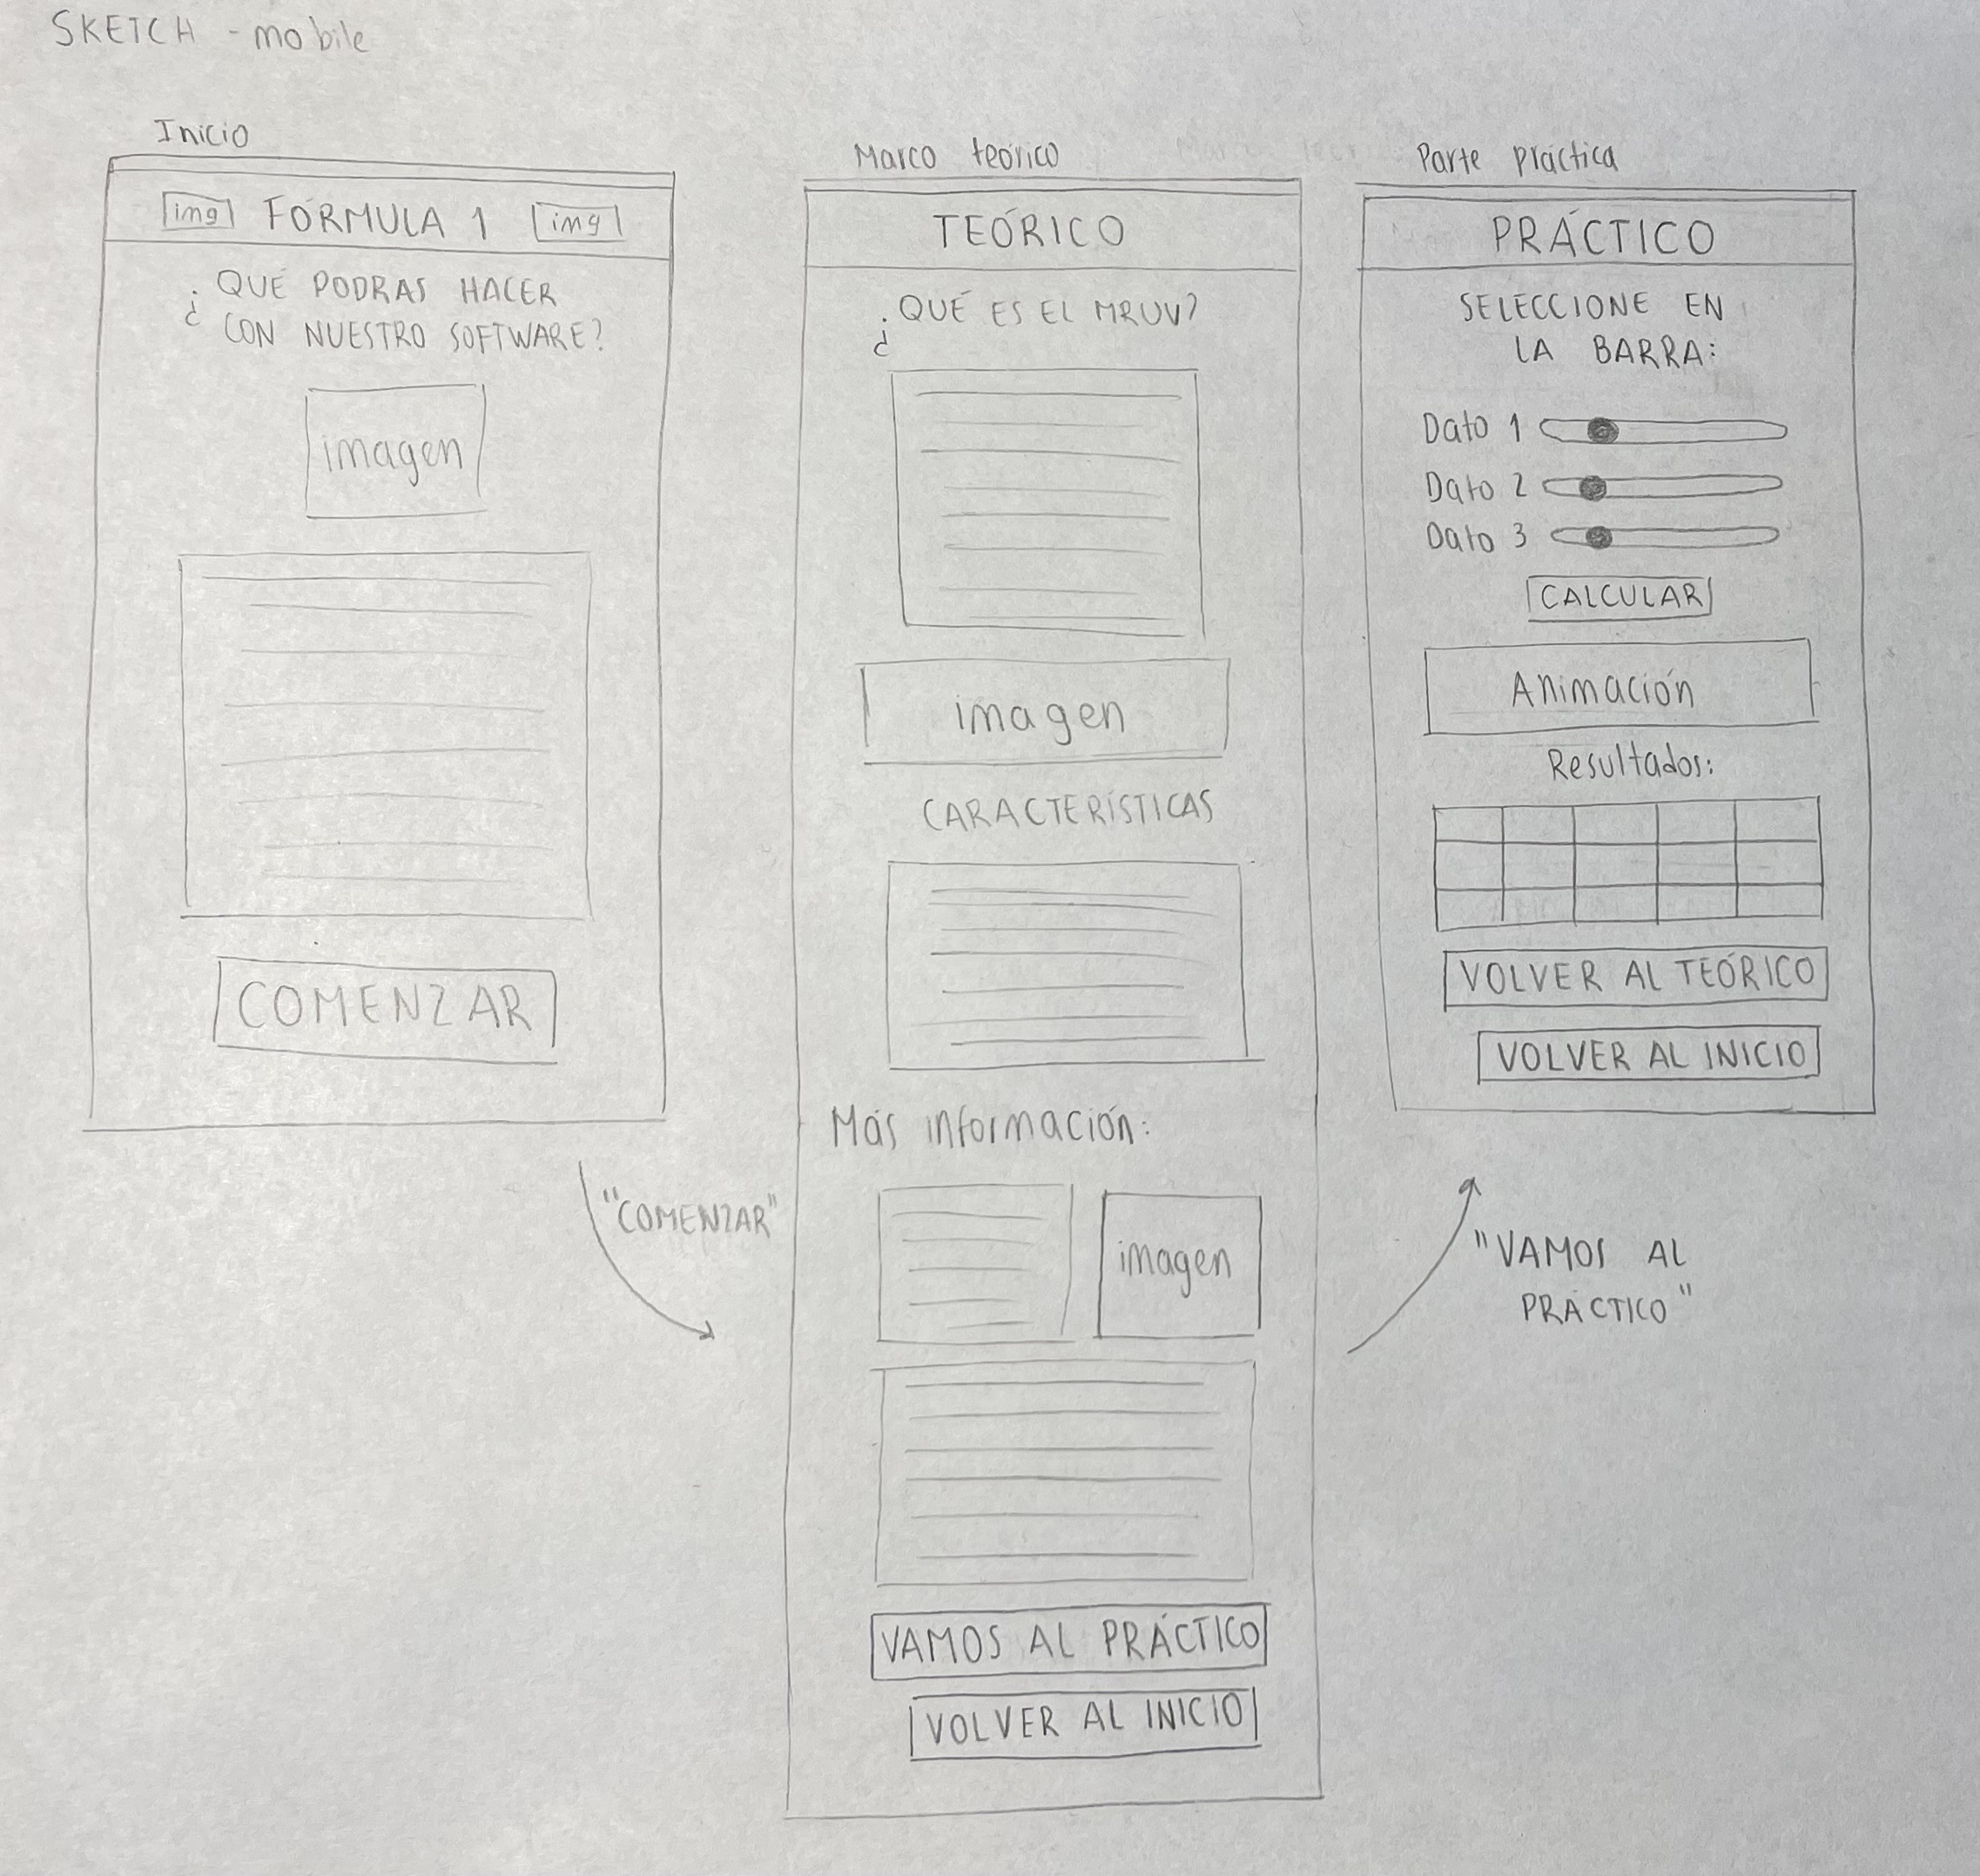 SKETCH - mobile
Inicio
img FÓRMULA 1 img
¿QUÉ PODRAS HACER
CON NUESTRO SOFTWARE?
imagen
COMENZAR
"COMENZAR"
Marco teórico
TEÓRICO
¿QUÉ ES EL MRUV?
imagen
CARACTERÍSTICAS
Más información:
imagen
VAMOS AL PRÁCTICO
VOLVER AL INICIO
"VAMOS AL
PRÁCTICO"
Parte práctica
PRÁCTICO
SELECCIONE EN
LA BARRA:
Dato 1
Dato 2
Dato 3
CALCULAR
Animación
Resultados:
VOLVER AL TEÓRICO
VOLVER AL INICIO